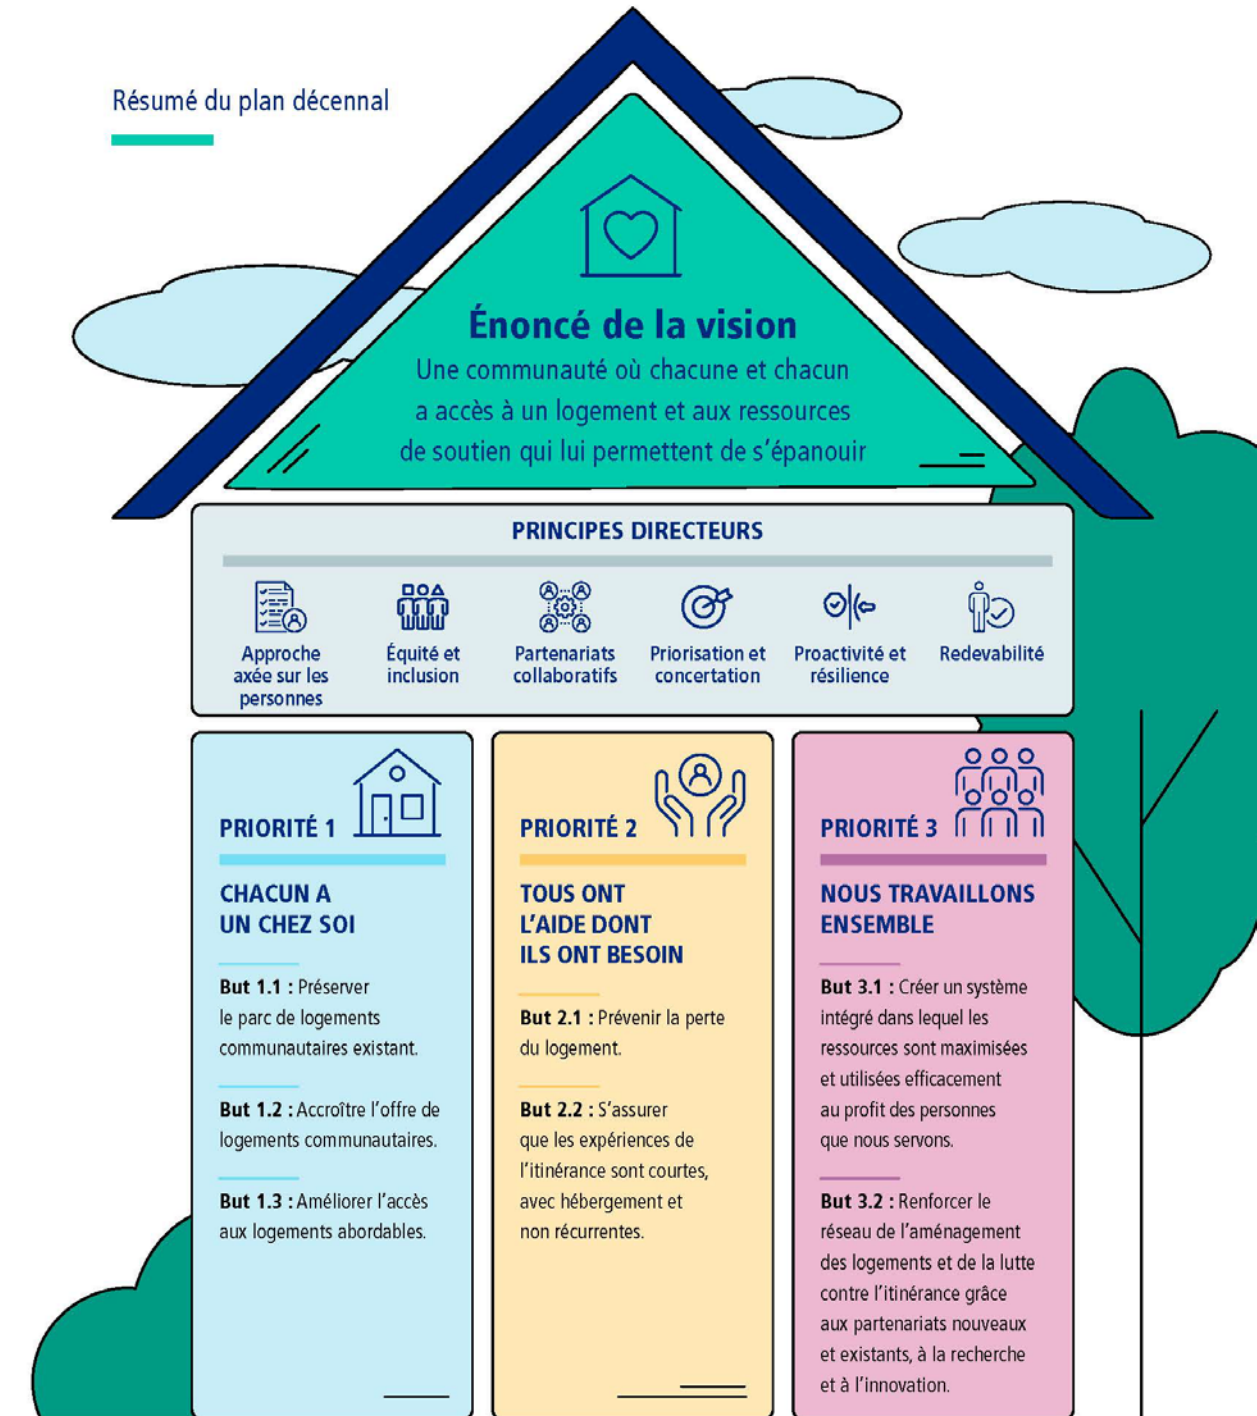 Résumé du plan décennal
Énoncé de la vision
Une communauté où chacune et chacun
a accès à un logement et aux ressources
de soutien qui lui permettent de s’épanouir
PRINCIPES DIRECTEURS
Approche
axée sur les
personnes
Équité et
inclusion
Partenariats
collaboratifs
Priorisation et
concertation
Proactivité et
résilience
Redevabilité
PRIORITÉ 1
CHACUN A
UN CHEZ SOI
But 1.1 : Préserver
le parc de logements
communautaires existant.
But 1.2 : Accroître l’offre de
logements communautaires.
But 1.3 : Améliorer l’accès
aux logements abordables.
PRIORITÉ 2
TOUS ONT
L’AIDE DONT
ILS ONT BESOIN
But 2.1 : Prévenir la perte
du logement.
But 2.2 : S’assurer
que les expériences de
l’itinérance sont courtes,
avec hébergement et
non récurrentes.
PRIORITÉ 3
NOUS TRAVAILLONS
ENSEMBLE
But 3.1 : Créer un système
intégré dans lequel les
ressources sont maximisées
et utilisées efficacement
au profit des personnes
que nous servons.
But 3.2 : Renforcer le
réseau de l’aménagement
des logements et de la lutte
contre l’itinérance grâce
aux partenariats nouveaux
et existants, à la recherche
et à l’innovation.